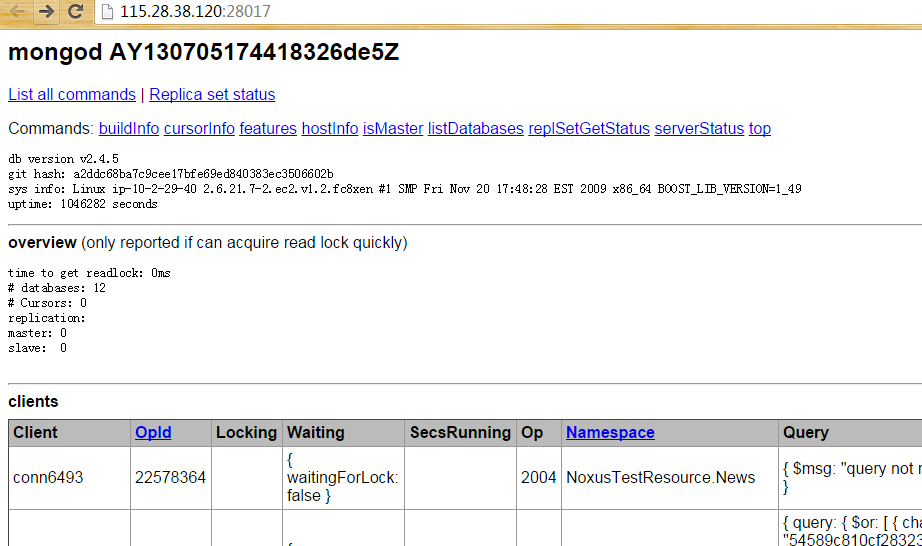 115.28.38.120:28017
mongod AY130705174418326de5Z
List all commands | Replica set status
Commands: buildInfo cursorInfo features hostInfo isMaster listDatabases replSetGetStatus serverStatus top
db version v2.4.5
git hash: a2ddc68ba7c9cee17bfe69ed840383ec3506602b
sys info: Linux ip-10-2-29-40 2.6.21.7-2.ec2.v1.2.fc8xen #1 SMP Fri Nov 20 17:48:28 EST 2009 x86_64 BOOST_LIB_VERSION=1_49
uptime: 1046282 seconds
overview (only reported if can acquire read lock quickly)
time to get readlock: 0ms
# databases: 12
# Cursors: 0
replication:
master: 0
slave:  0
clients
Client OpId Locking Waiting SecsRunning Op Namespace Query
{
conn6493 22578364 waitingForLock: 2004 NoxusTestResource.News { $msg: "query not
false } }
{ query: { $or: [ {
{ "54589c810cf28323